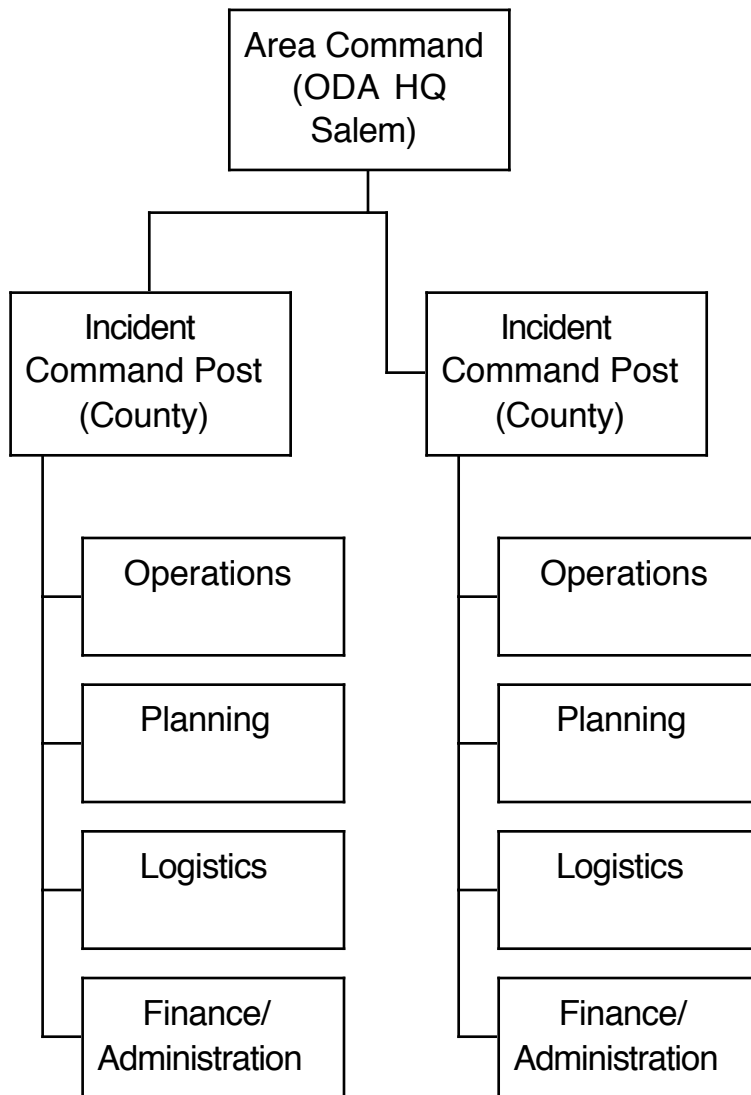 Area Command
(ODA HQ
Salem)
Incident
Command Post
(County)
Incident
Command Post
(County)
Operations
Planning
Logistics
Finance/
Administration
Operations
Planning
Logistics
Finance/
Administration